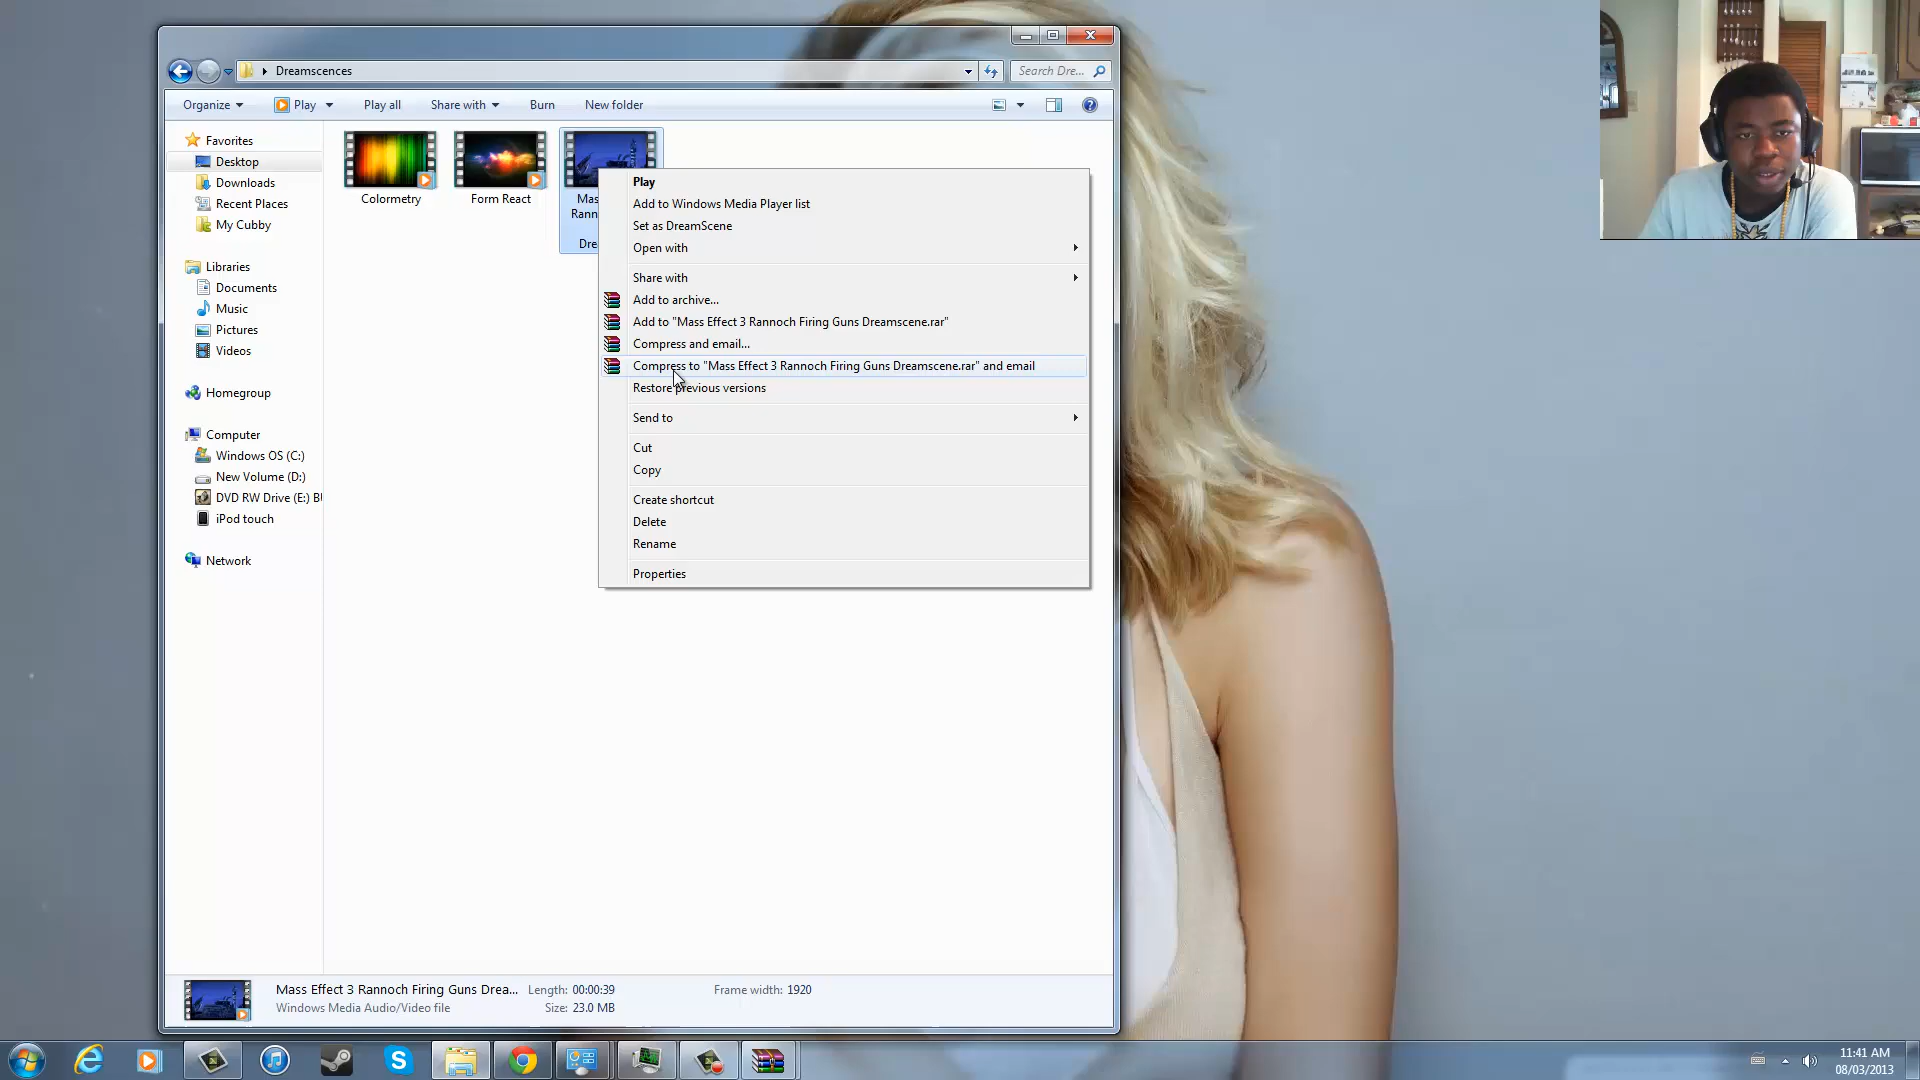 Dreamscences
Search Dre...
Organize
Play
Play all
Share with
Burn
New folder
Favorites
Desktop
Downloads
Recent Places
My Cubby
Libraries
Documents
Music
Pictures
Videos
Homegroup
Computer
Windows OS (C:)
New Volume (D:)
DVD RW Drive (E:)
iPod touch
Network
Colormetry
Form React
Mas
Rann
Dre
Play
Add to Windows Media Player list
Set as DreamScene
Open with
Share with
Add to archive...
Add to "Mass Effect 3 Rannoch Firing Guns Dreamscene.rar"
Compress and email...
Compress to "Mass Effect 3 Rannoch Firing Guns Dreamscene.rar" and email
Restore previous versions
Send to
Cut
Copy
Create shortcut
Delete
Rename
Properties
Mass Effect 3 Rannoch Firing Guns Drea... Length: 00:00:39 Frame width: 1920
Windows Media Audio/Video file Size: 23.0 MB
11:41 AM
08/03/2013